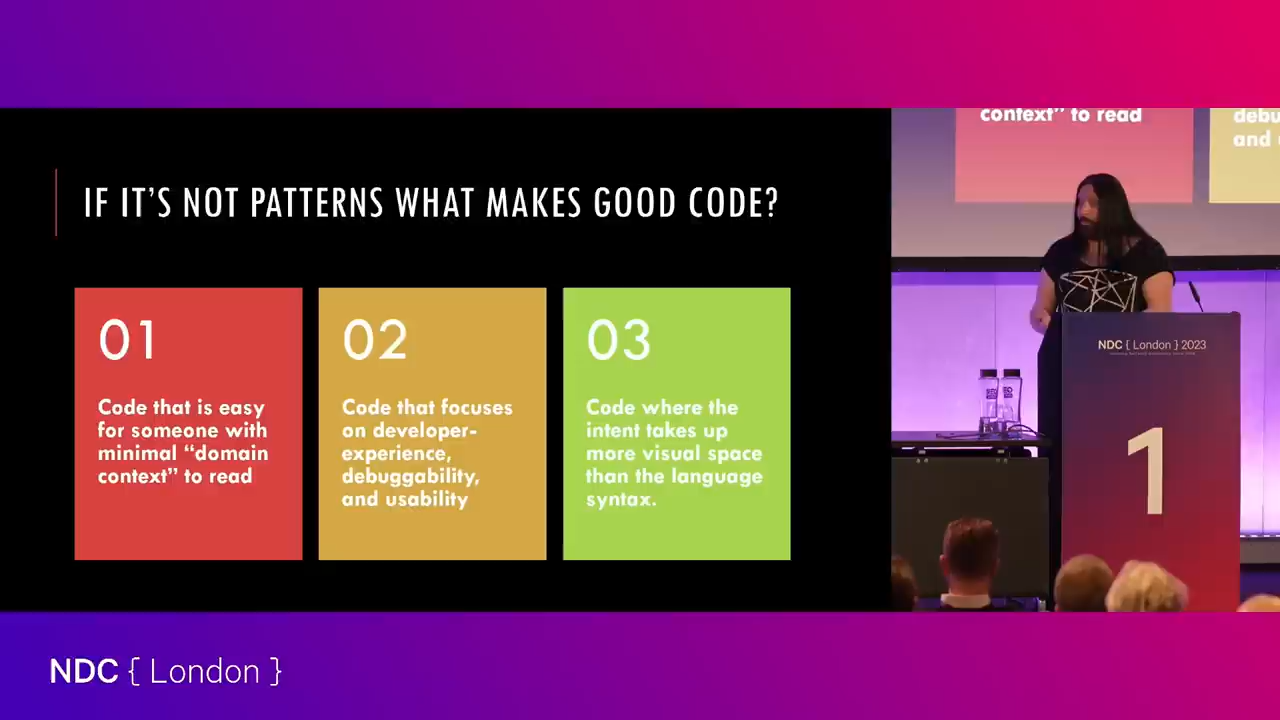 IF IT'S NOT PATTERNS WHAT MAKES GOOD CODE?
01
Code that is easy
for someone with
minimal “domain
context” to read
02
Code that focuses
on developer-
experience,
debuggability,
and usability
03
Code where the
intent takes up
more visual space
than the language
syntax.
context” to read
debu
and
NDC { London } 2023
1
NDC { London }